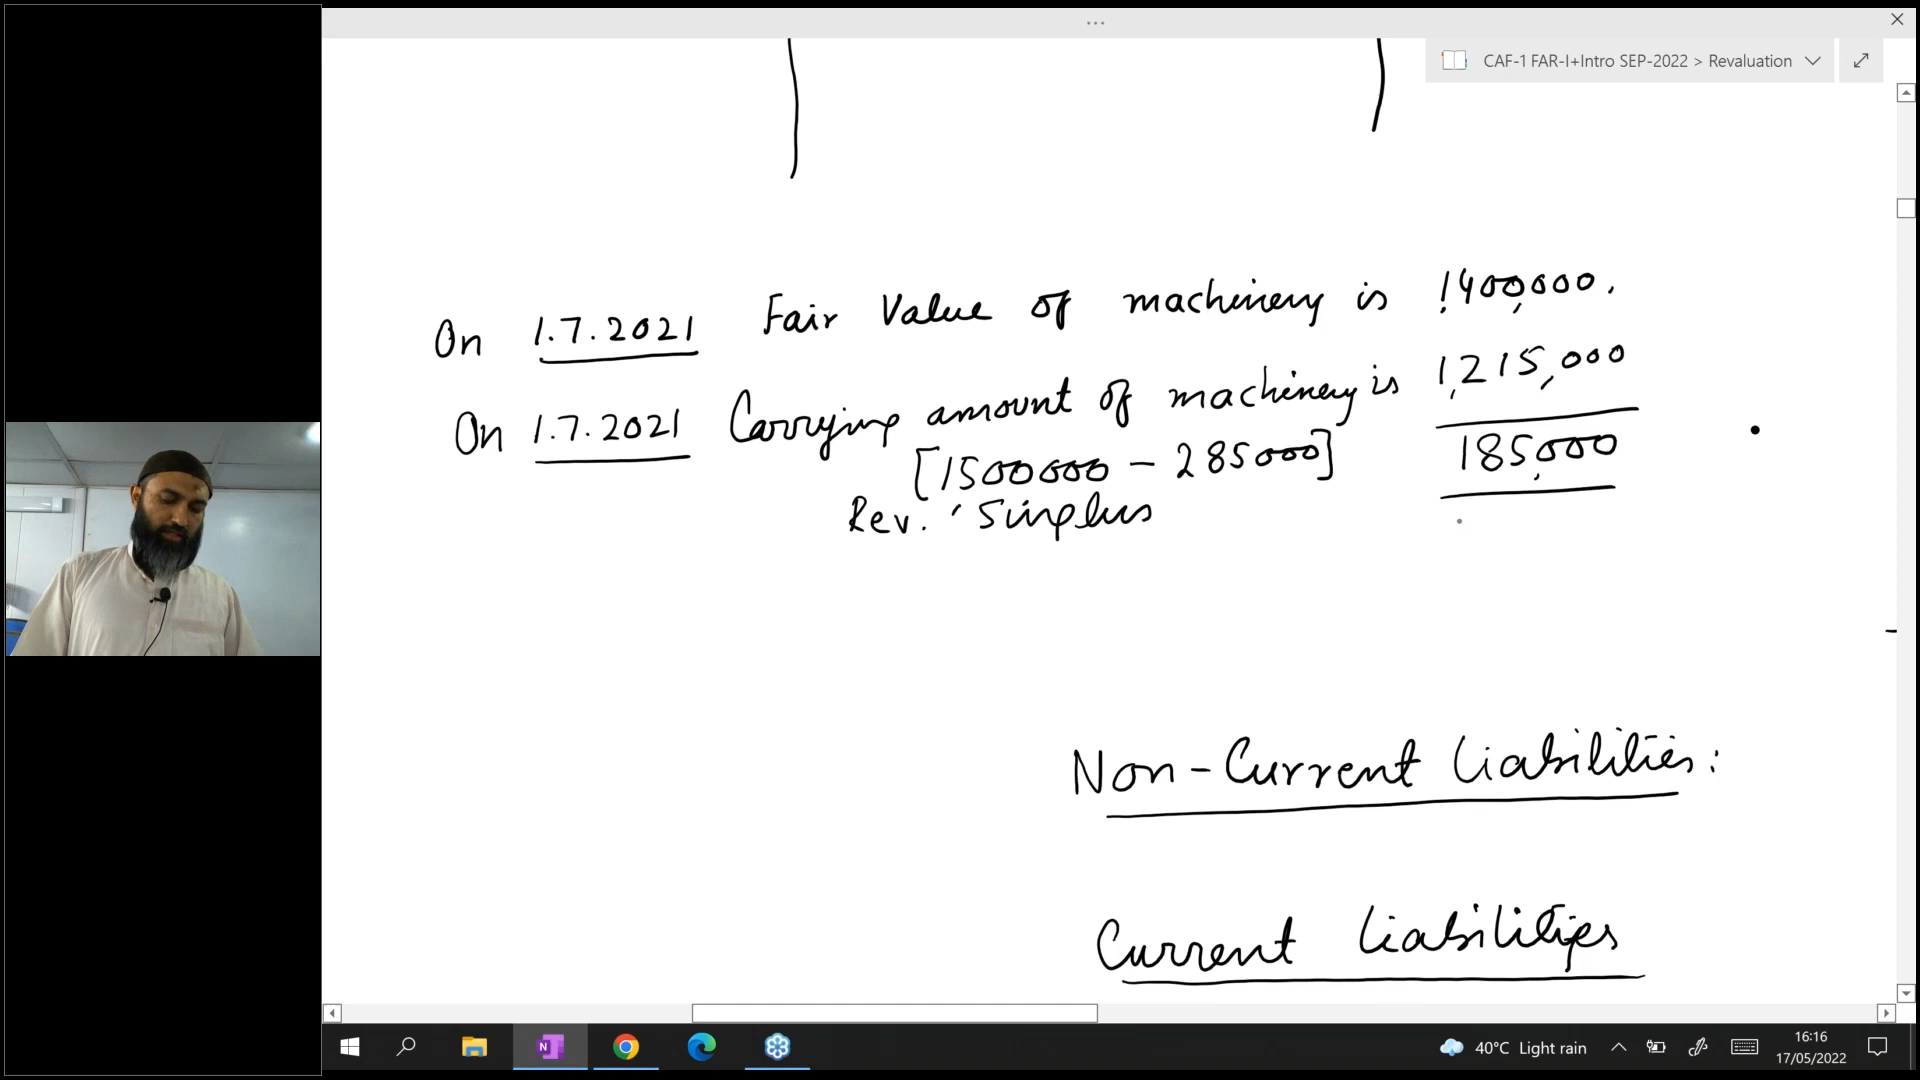 ...
CAF-1 FAR-I+Intro SEP-2022 > Revaluation
On 1.7.2021 Fair Value of machinery is 1400,000.
On 1.7.2021 Carrying amount of machinery is 1,215,000
[1500000 - 285000] 185,000
Rev. Surplus
Non-Current Liabilities:
Current Liabilities
40°C Light rain
16:16
17/05/2022